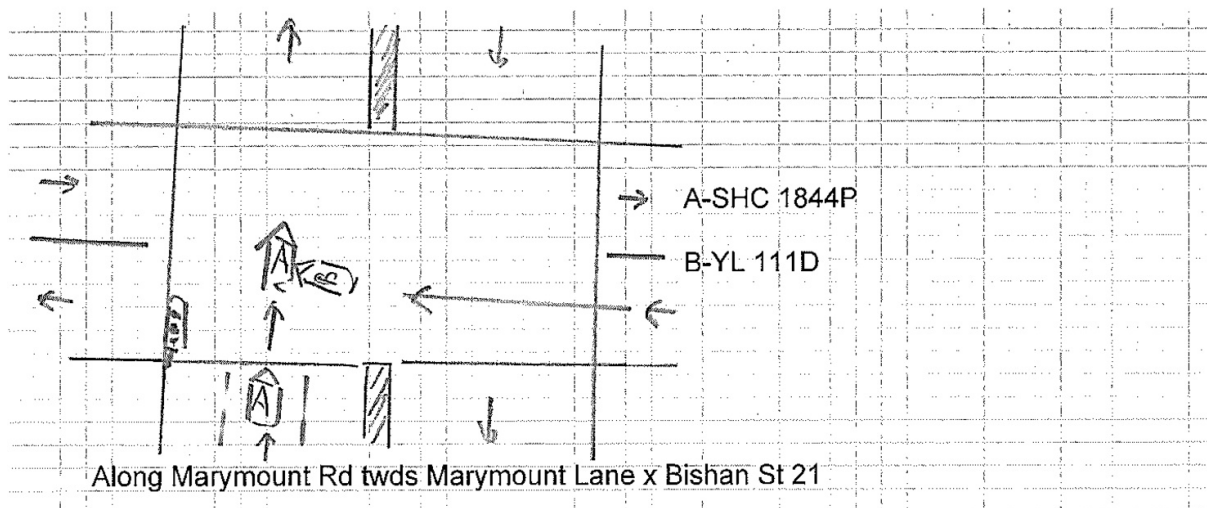 A-SHC 1844P
A
B
B-YL 111D
A
Along Marymount Rd twds Marymount Lane x Bishan St 21